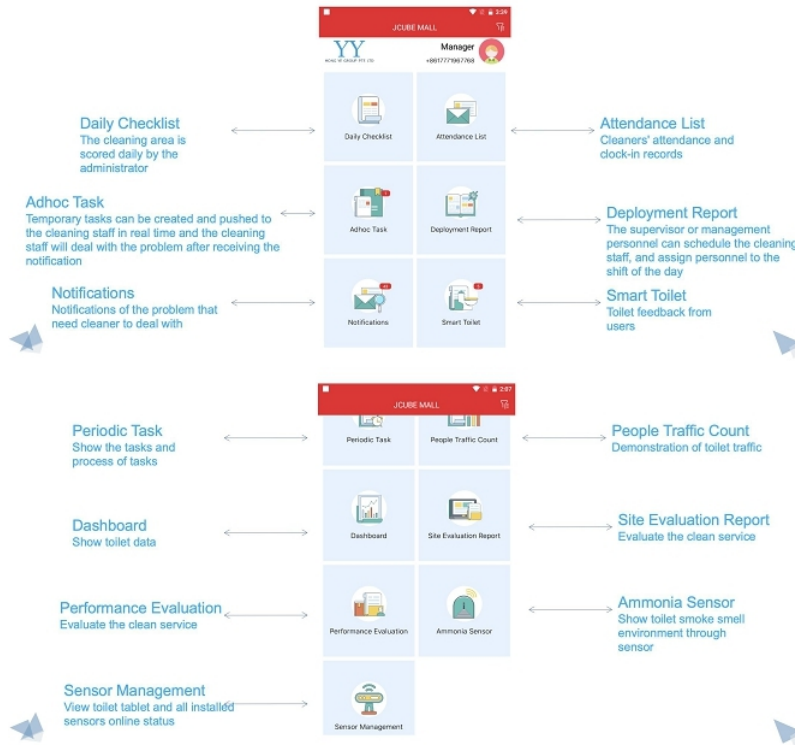 3:39
JCUBE MALL
YY
Manager
+8617771967768
Daily Checklist
The cleaning area is
scored daily by the
administrator
Daily Checklist
Attendance List
Attendance List
Cleaners' attendance and
clock-in records
Adhoc Task
Temporary tasks can be created and pushed to
the cleaning staff in real time and the cleaning
staff will deal with the problem after receiving the
notification
Adhoc Task
Deployment Report
Deployment Report
The supervisor or management
personnel can schedule the cleaning
staff, and assign personnel to the
shift of the day
Notifications
Notifications of the problem that
need cleaner to deal with
Notifications
Smart Toilet
Smart Toilet
Toilet feedback from
users
2:07
JCUBE MALL
Periodic Task
Show the tasks and
process of tasks
Periodic Task
People Traffic Count
People Traffic Count
Demonstration of toilet traffic
Dashboard
Show toilet data
Dashboard
Site Evaluation Report
Site Evaluation Report
Evaluate the clean service
Performance Evaluation
Evaluate the clean service
Performance Evaluation
Ammonia Sensor
Ammonia Sensor
Show toilet smoke smell
environment through
sensor
Sensor Management
View toilet tablet and all installed
sensors online status
Sensor Management